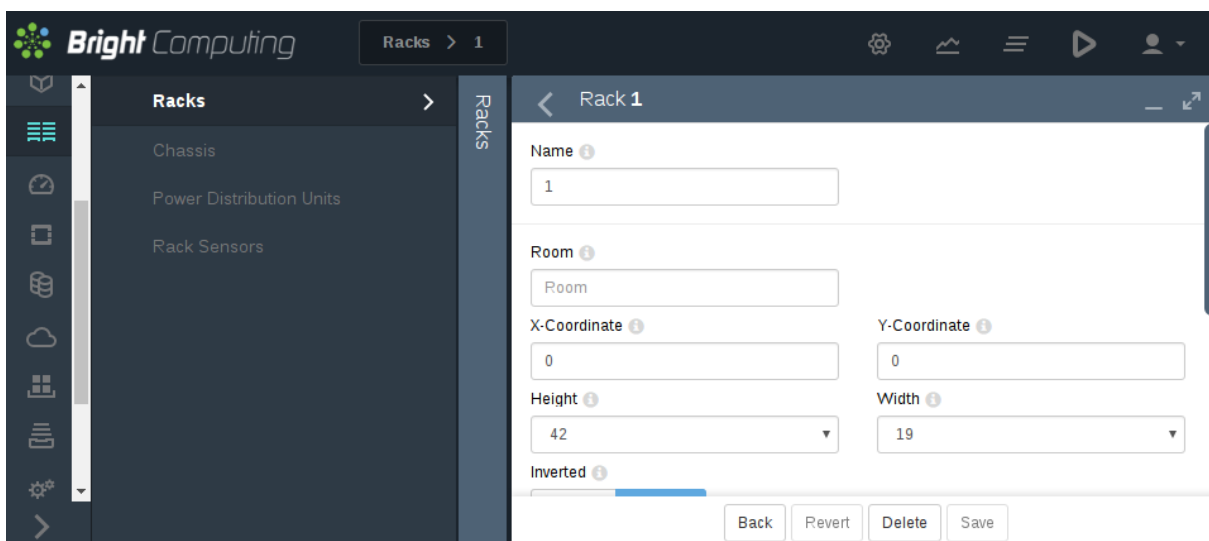 Bright Computing
Racks > 1
Racks
Chassis
Power Distribution Units
Rack Sensors
Racks
Rack 1
Name
1
Room
Room
X-Coordinate
Y-Coordinate
0
0
Height
Width
42
19
Inverted
Back
Revert
Delete
Save